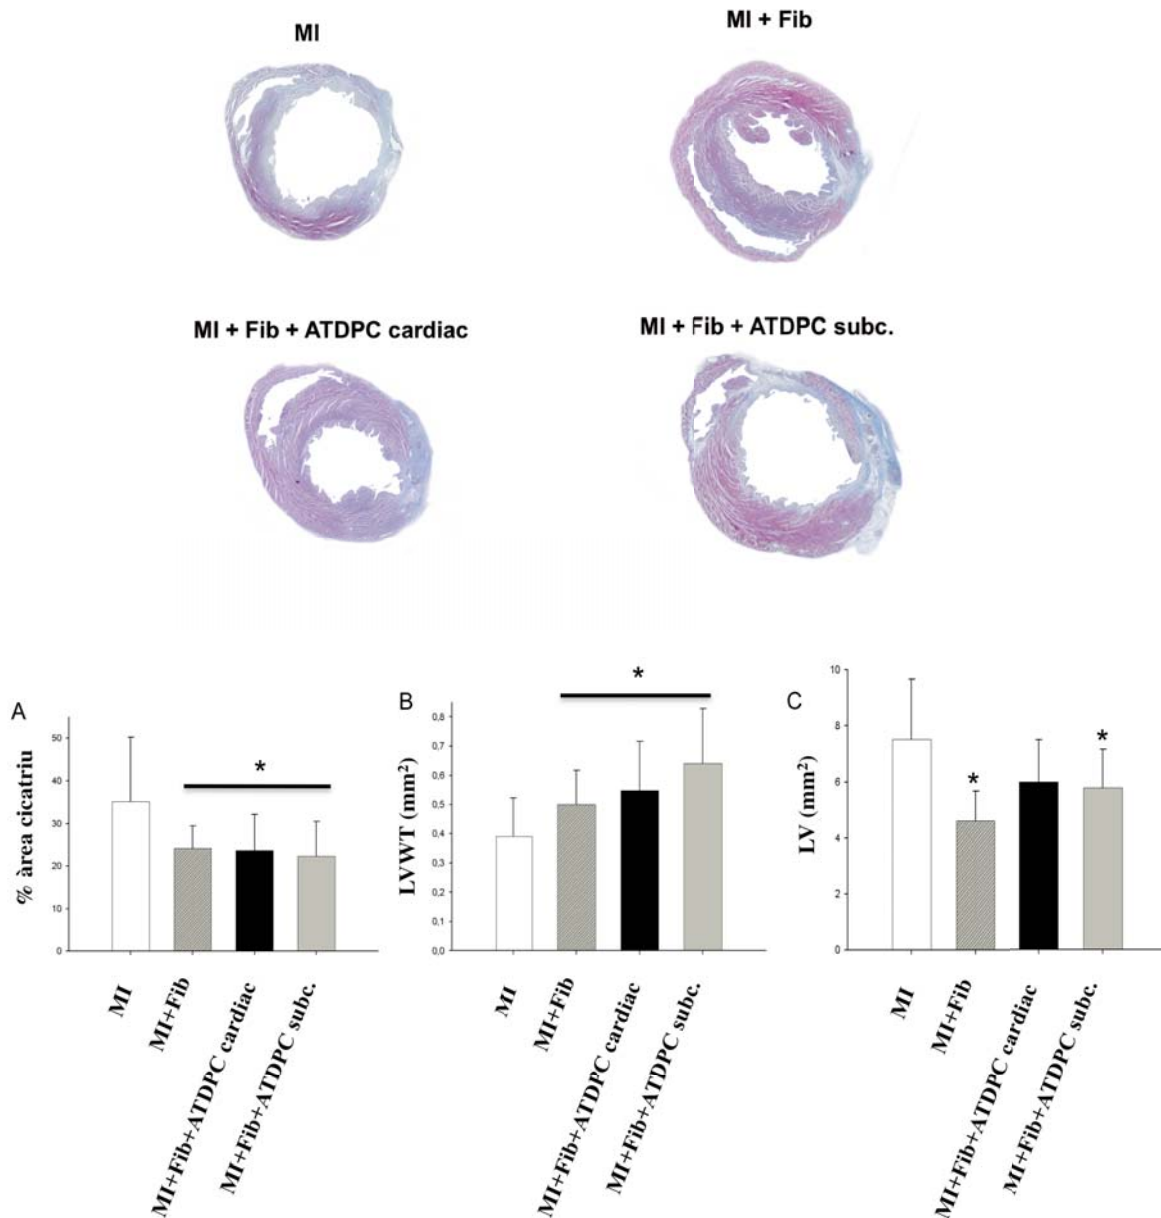 MI
MI + Fib
MI + Fib + ATDPC cardiac
MI + Fib + ATDPC subc.
A
% àrea cicatriu
50
40
30
20
10
0
*
MI
MI+Fib
MI+Fib+ATDPC cardiac
MI+Fib+ATDPC subc.
B
LVWT (mm²)
0,8
0,7
0,6
0,5
0,4
0,3
0,2
0,1
0,0
*
MI
MI+Fib
MI+Fib+ATDPC cardiac
MI+Fib+ATDPC subc.
C
LV (mm²)
10
8
6
4
2
0
*
*
MI
MI+Fib
MI+Fib+ATDPC cardiac
MI+Fib+ATDPC subc.